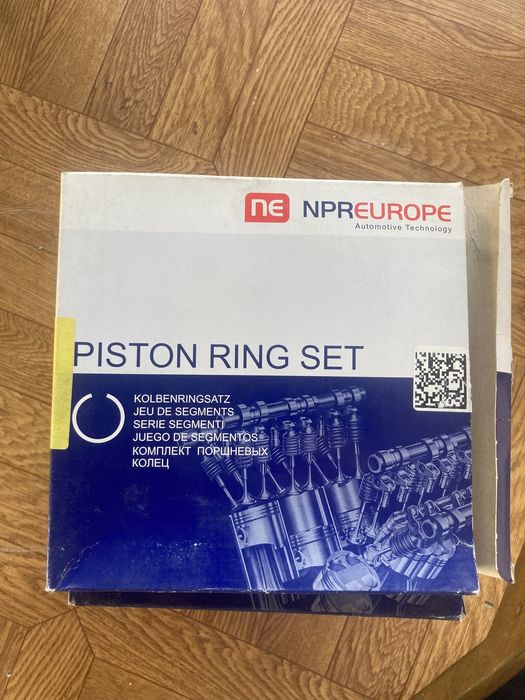 ne NPREUROPE
Automotive Technology
PISTON RING SET
KOLBENRINGSATZ
JEU DE SEGMENTS
SERIE SEGMENTI
JUEGO DE SEGMENTOS
КОМПЛЕКТ ПОРШНЕВЫХ
КОЛЕЦ